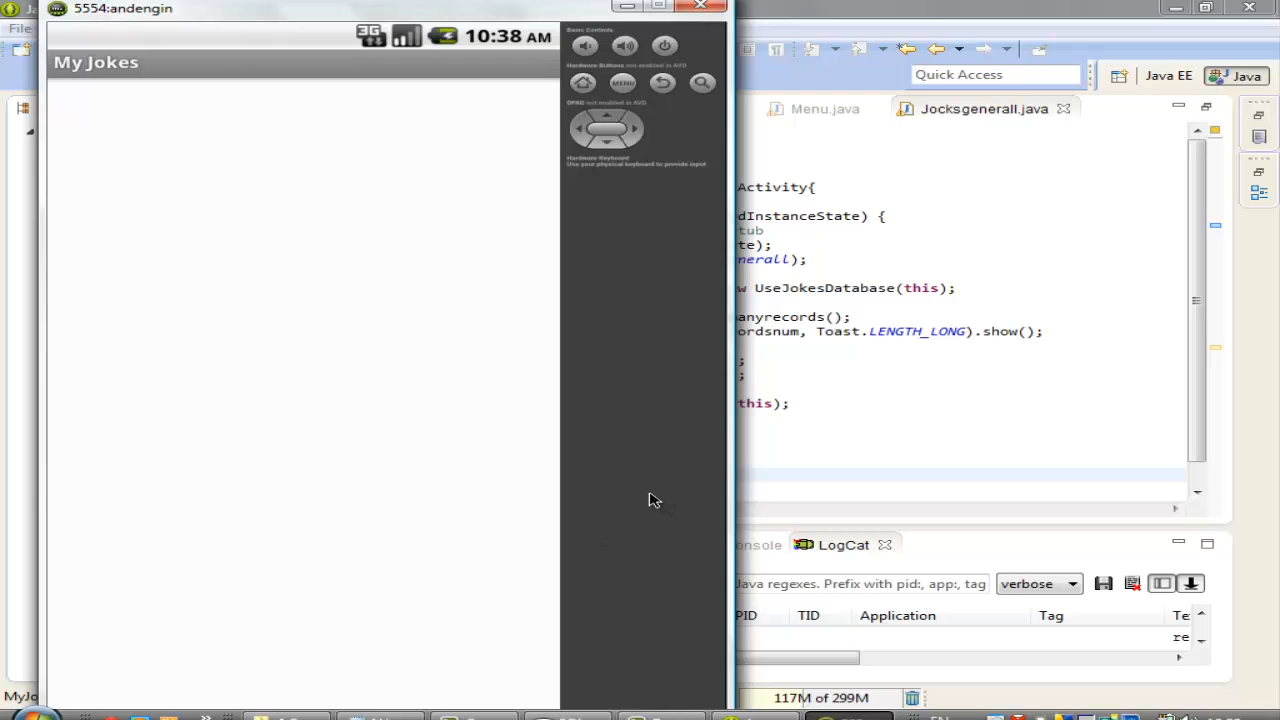 5554:andengin
File
3G
10:38 AM
My Jokes
Basic Controls
Hardware Buttons not enabled in AVD
MENU
DPAD not enabled in AVD
Hardware Keyboard
Use your physical keyboard to provide input
Quick Access
Java EE
Java
Menu.java
Jocksgenerall.java
Activity{
dInstanceState) {
tub
te);
nerall);
w UseJokesDatabase(this);
anyrecords();
ordsnum, Toast.LENGTH_LONG).show();
;
;
this);
onsole
LogCat
Java regexes. Prefix with pid:, app:, tag
verbose
PID
TID
Application
Tag
Te
re
MyJo
117M of 299M